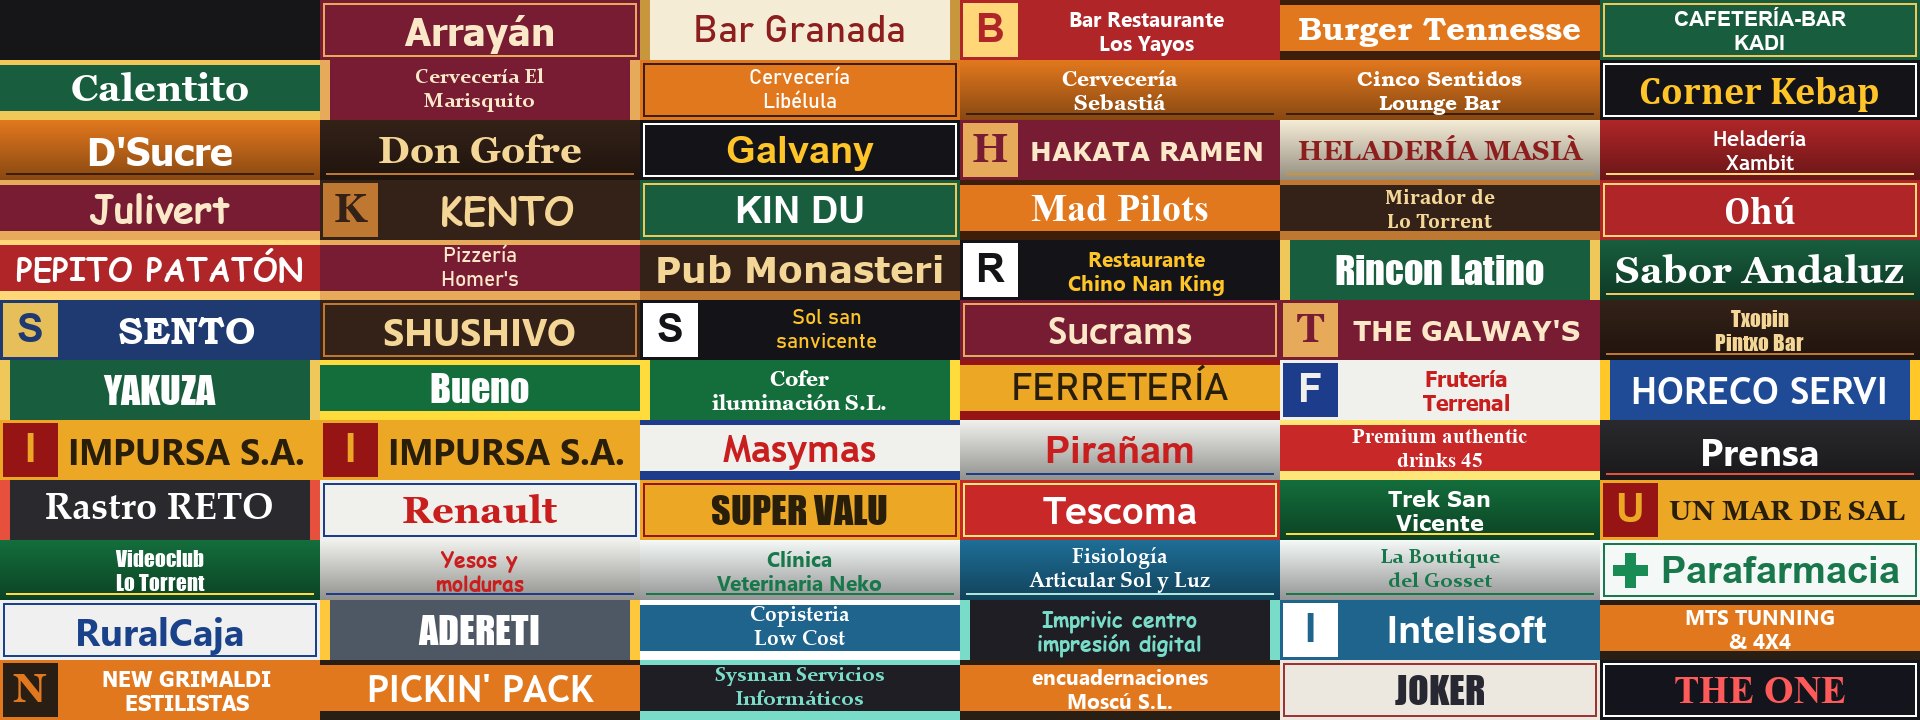 Arrayán
Bar Granada
B
Bar Restaurante
Los Yayos
Burger Tennesse
CAFETERÍA-BAR
KADI
Calentito
Cervecería El
Marisquito
Cervecería
Libélula
Cervecería
Sebastiá
Cinco Sentidos
Lounge Bar
Corner Kebap
D'Sucre
Don Gofre
Galvany
H
HAKATA RAMEN
HELADERÍA MASIÀ
Heladería
Xambit
Julivert
K
KENTO
KIN DU
Mad Pilots
Mirador de
Lo Torrent
Ohú
PEPITO PATATÓN
Pizzería
Homer's
Pub Monasteri
R
Restaurante
Chino Nan King
Rincon Latino
Sabor Andaluz
S
SENTO
SHUSHIVO
S
Sol san
sanvicente
Sucrams
T
THE GALWAY'S
Txopin
Pintxo Bar
YAKUZA
Bueno
Cofer
iluminación S.L.
FERRETERÍA
F
Frutería
Terrenal
HORECO SERVI
I
IMPURSA S.A.
I
IMPURSA S.A.
Masymas
Pirañam
Premium authentic
drinks 45
Prensa
Rastro RETO
Renault
SUPER VALU
Tescoma
Trek San
Vicente
U
UN MAR DE SAL
Videoclub
Lo Torrent
Yesos y
molduras
Clínica
Veterinaria Neko
Fisiología
Articular Sol y Luz
La Boutique
del Gosset
Parafarmacia
RuralCaja
ADERETI
Copisteria
Low Cost
Imprivic centro
impresión digital
I
Intelisoft
MTS TUNNING
& 4X4
N
NEW GRIMALDI
ESTILISTAS
PICKIN' PACK
Sysman Servicios
Informáticos
encuadernaciones
Moscú S.L.
JOKER
THE ONE